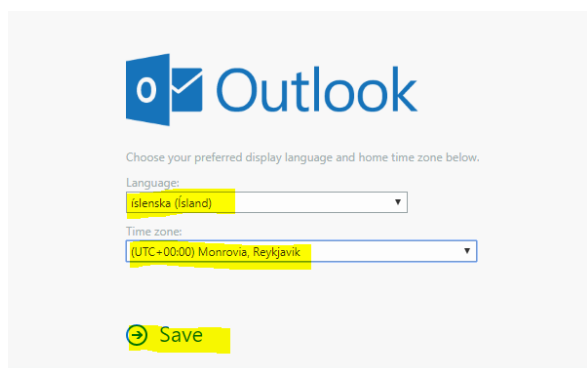 Outlook
Choose your preferred display language and home time zone below.
Language:
íslenska (Ísland)
Time zone:
(UTC+00:00) Monrovia, Reykjavik
Save